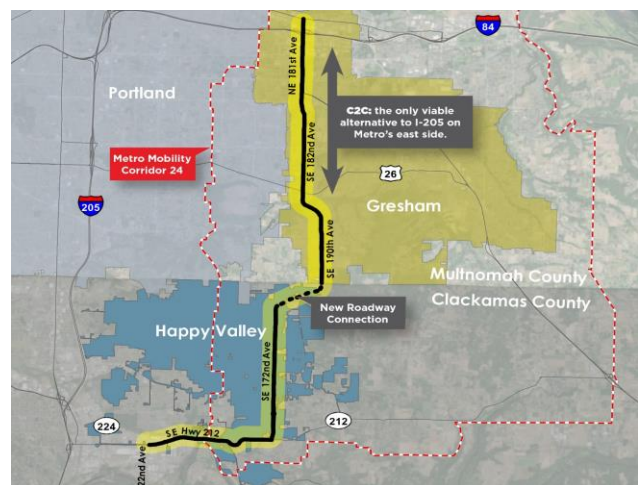 84
NE 181st Ave
Portland
C2C: the only viable
alternative to I-205 on
Metro's east side.
Metro Mobility
Corridor 24
SE 182nd Ave
26
205
Gresham
SE 190th Ave
Multnomah County
Clackamas County
New Roadway
Connection
Happy Valley
SE 172nd Ave
224
SE Hwy 212
212
22nd Ave